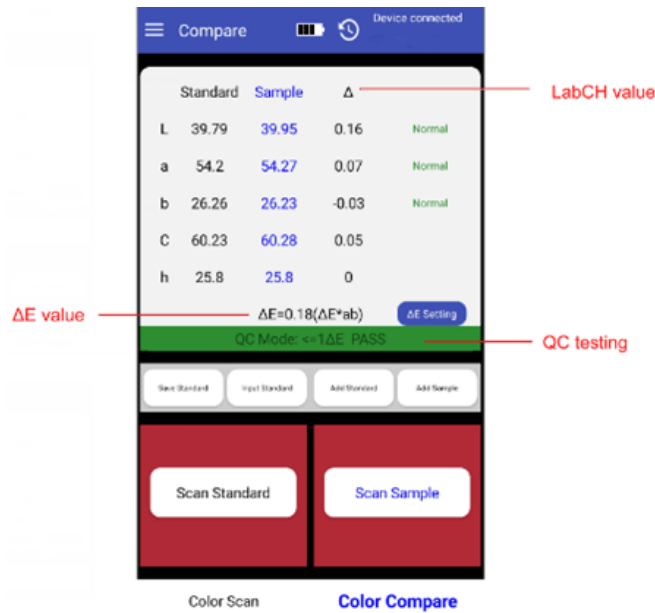 Compare
Device connected
Standard Sample Δ
LabCH value
L 39.79 39.95 0.16 Normal
a 54.2 54.27 0.07 Normal
b 26.26 26.23 -0.03 Normal
C 60.23 60.28 0.05
h 25.8 25.8 0
ΔE value
ΔE=0.18(ΔE*ab)
ΔE Setting
QC Mode: <=1ΔE PASS
QC testing
Save Standard Input Standard Add Standard Add Sample
Scan Standard Scan Sample
Color Scan Color Compare